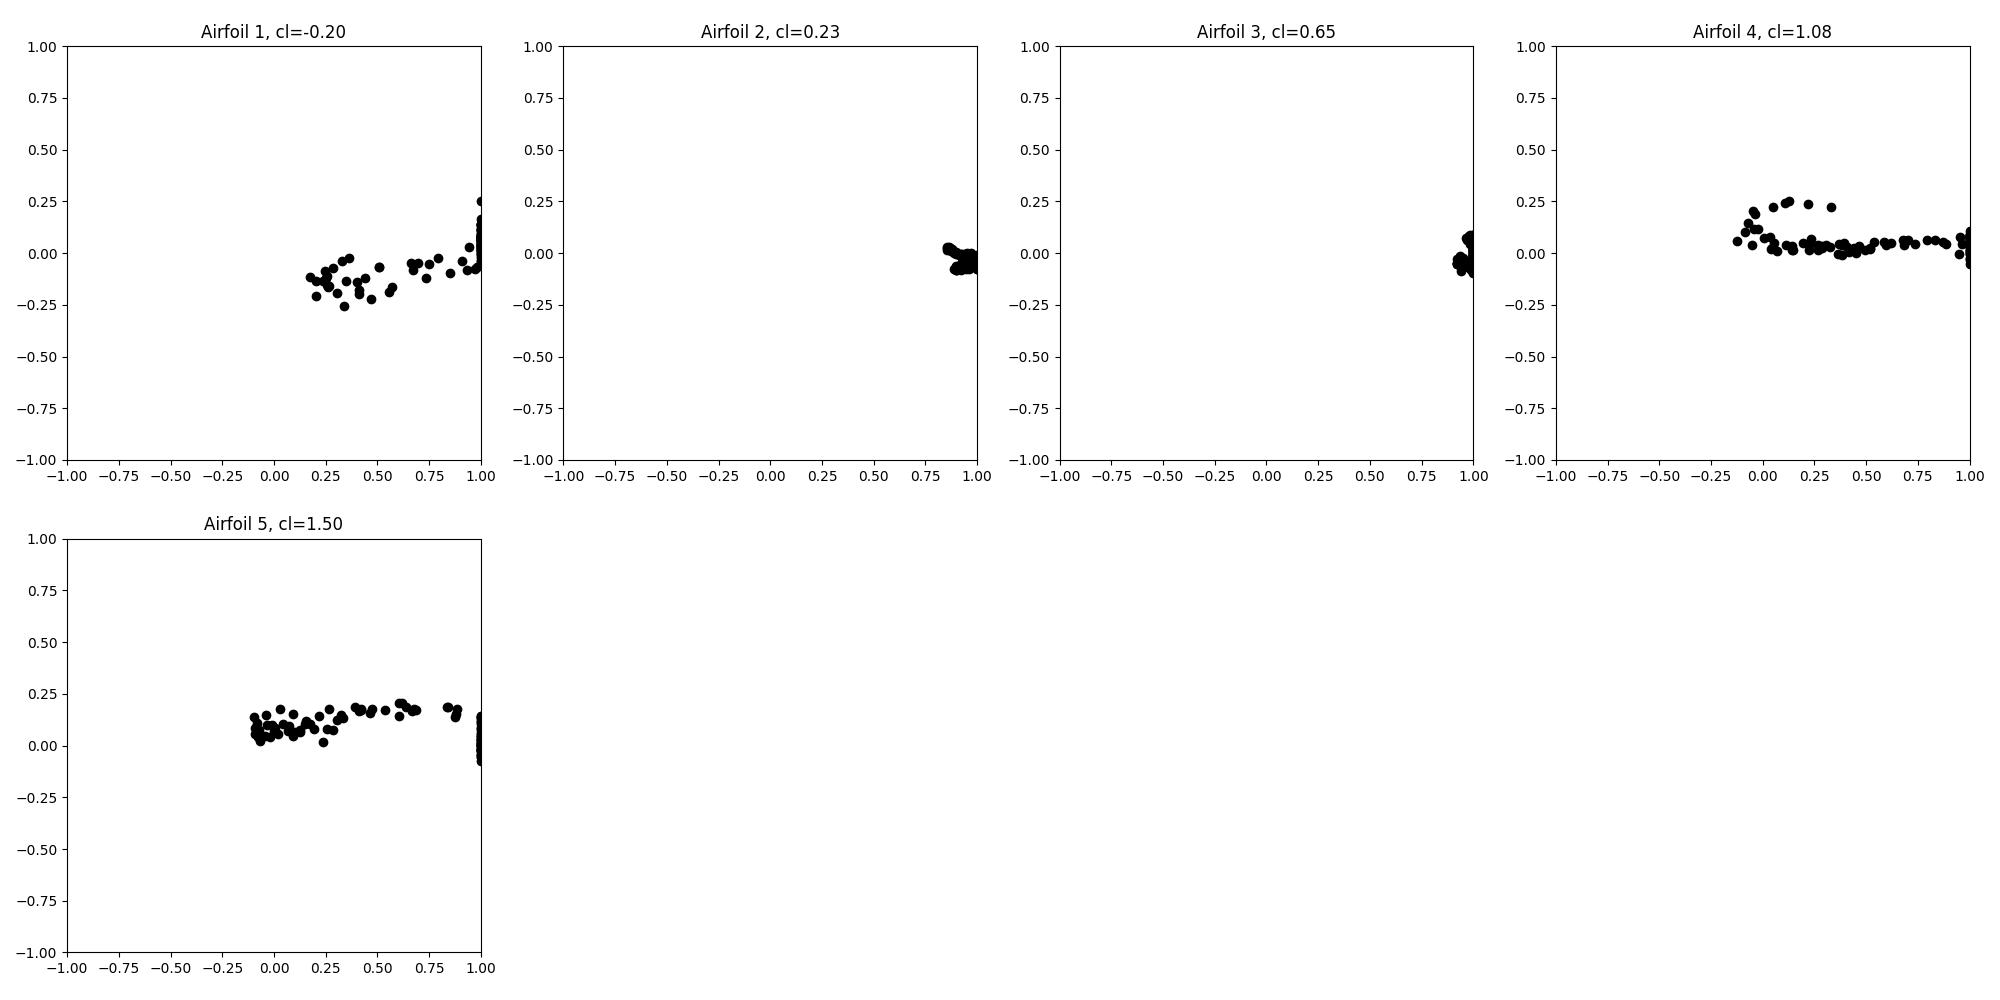 Airfoil 1, cl=-0.20
Airfoil 2, cl=0.23
Airfoil 3, cl=0.65
Airfoil 4, cl=1.08
1.00 1.00 1.00 1.00
0.75 0.75 0.75 0.75
0.50 0.50 0.50 0.50
0.25 0.25 0.25 0.25
0.00 0.00 0.00 0.00
−0.25 −0.25 −0.25 −0.25
−0.50 −0.50 −0.50 −0.50
−0.75 −0.75 −0.75 −0.75
−1.00 −1.00 −1.00 −1.00
−1.00 −0.75 −0.50 −0.25 0.00 0.25 0.50 0.75 1.00
−1.00 −0.75 −0.50 −0.25 0.00 0.25 0.50 0.75 1.00
−1.00 −0.75 −0.50 −0.25 0.00 0.25 0.50 0.75 1.00
−1.00 −0.75 −0.50 −0.25 0.00 0.25 0.50 0.75 1.00
Airfoil 5, cl=1.50
1.00
0.75
0.50
0.25
0.00
−0.25
−0.50
−0.75
−1.00
−1.00 −0.75 −0.50 −0.25 0.00 0.25 0.50 0.75 1.00